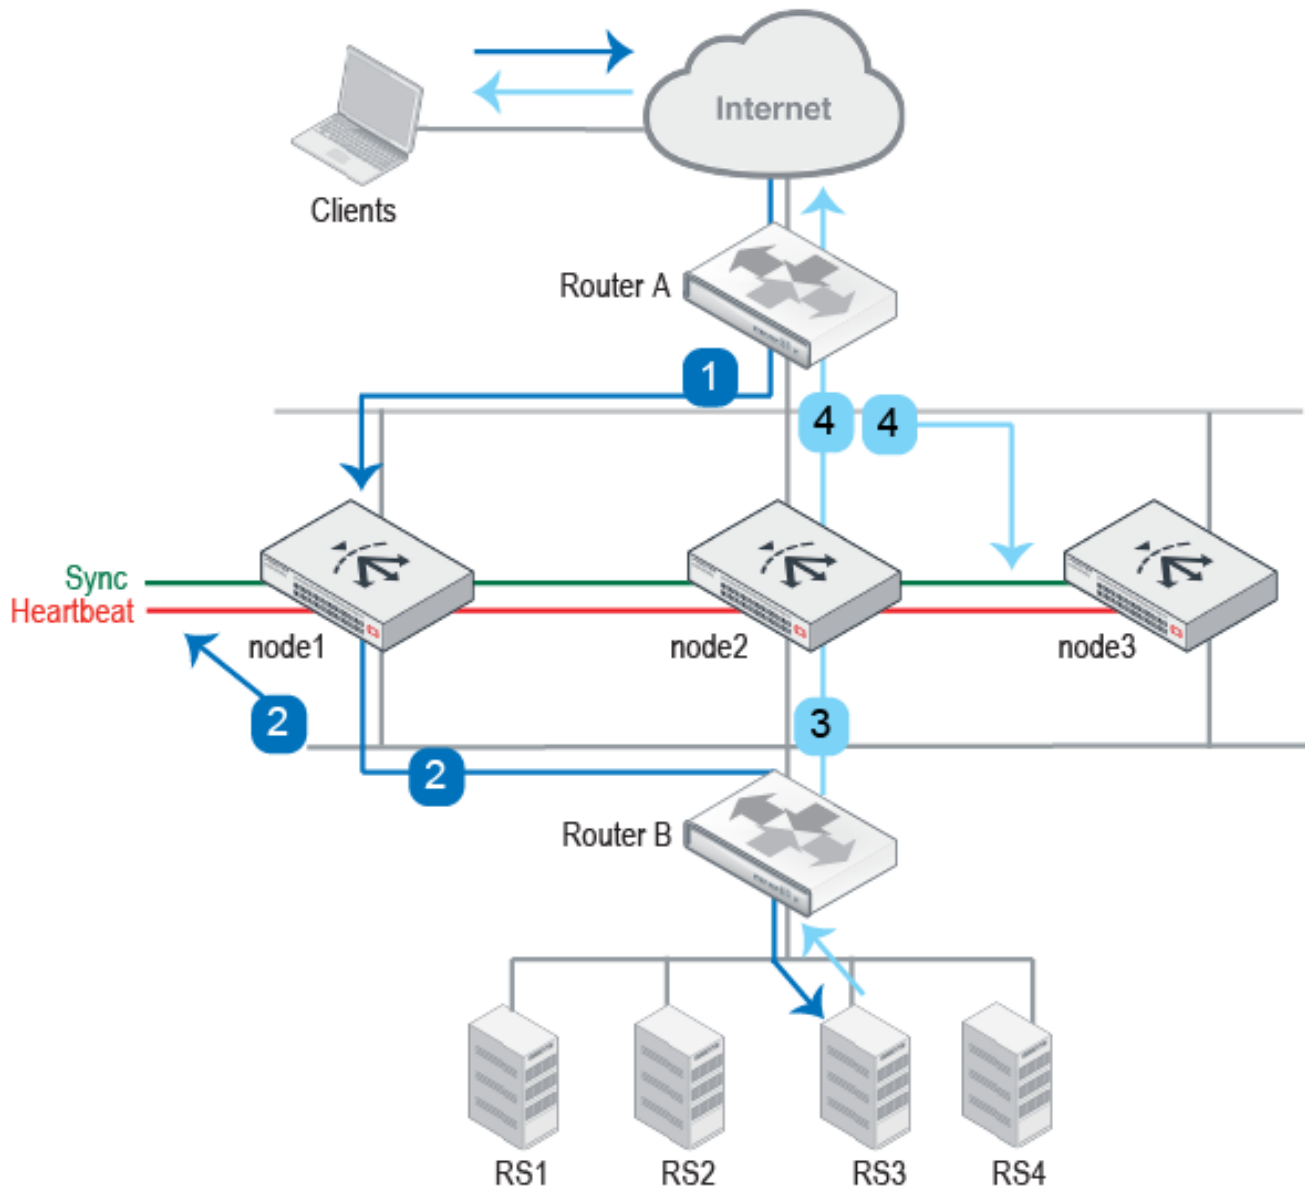 Internet
Clients
Router A
1
4
4
Sync
Heartbeat
node1
node2
node3
2
3
2
Router B
RS1
RS2
RS3
RS4